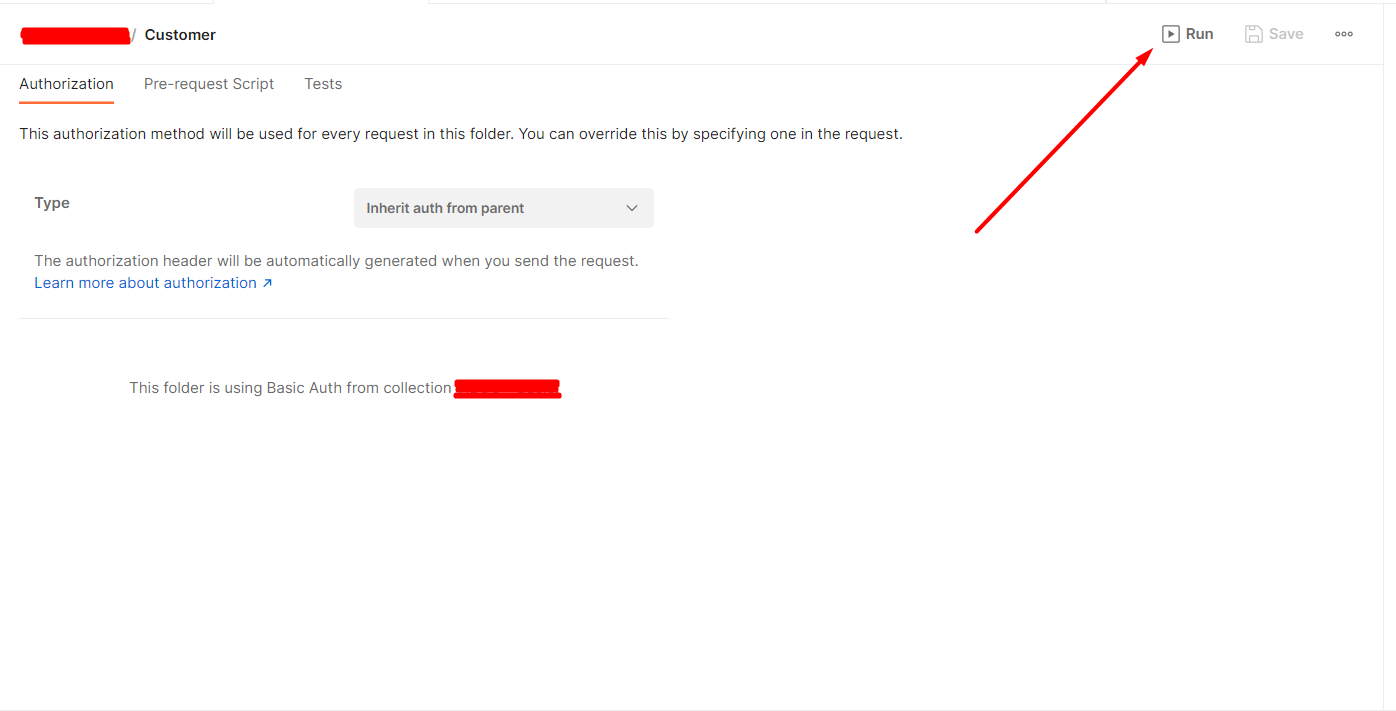 / Customer
Run
Save
Authorization
Pre-request Script
Tests
This authorization method will be used for every request in this folder. You can override this by specifying one in the request.
Type
Inherit auth from parent
The authorization header will be automatically generated when you send the request.
Learn more about authorization ↗
This folder is using Basic Auth from collection